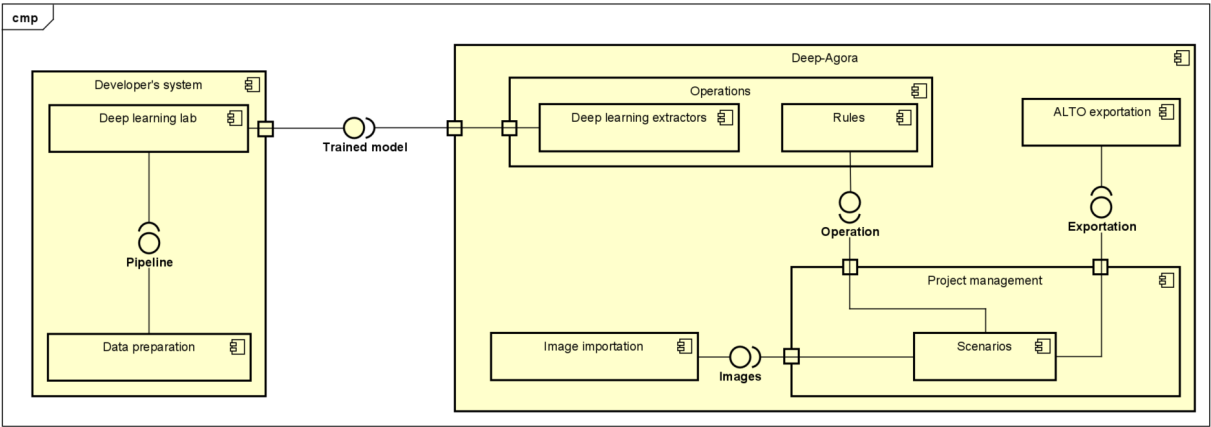 cmp
Developer's system
Deep learning lab
Pipeline
Data preparation
Trained model
Deep-Agora
Operations
Deep learning extractors
Rules
ALTO exportation
Operation
Exportation
Project management
Image importation
Images
Scenarios